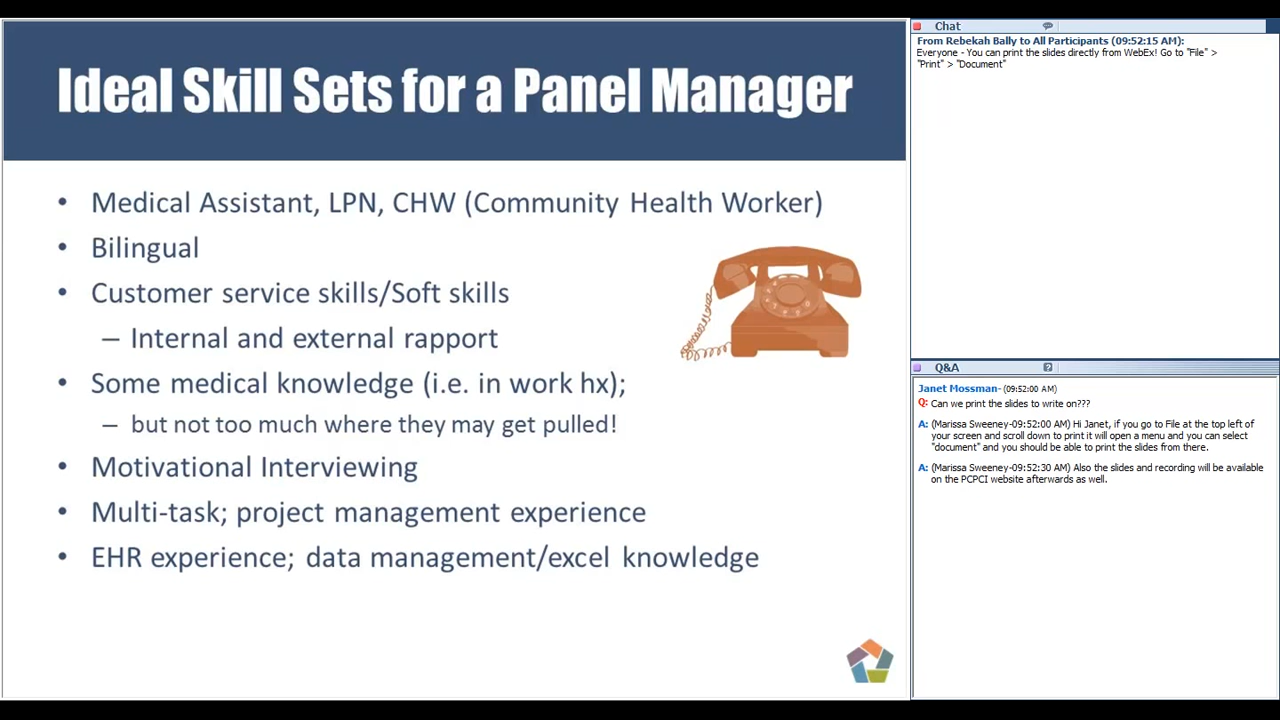 Ideal Skill Sets for a Panel Manager
• Medical Assistant, LPN, CHW (Community Health Worker)
• Bilingual
• Customer service skills/Soft skills
– Internal and external rapport
• Some medical knowledge (i.e. in work hx);
– but not too much where they may get pulled!
• Motivational Interviewing
• Multi-task; project management experience
• EHR experience; data management/excel knowledge
Chat
From Rebekah Bally to All Participants (09:52:15 AM):
Everyone - You can print the slides directly from WebEx! Go to "File" >
"Print" > "Document"
Q&A
Janet Mossman- (09:52:00 AM)
Q: Can we print the slides to write on???
A: (Marissa Sweeney-09:52:00 AM) Hi Janet, if you go to File at the top left of
your screen and scroll down to print it will open a menu and you can select
"document" and you should be able to print the slides from there.
A: (Marissa Sweeney-09:52:30 AM) Also the slides and recording will be available
on the PCPCI website afterwards as well.